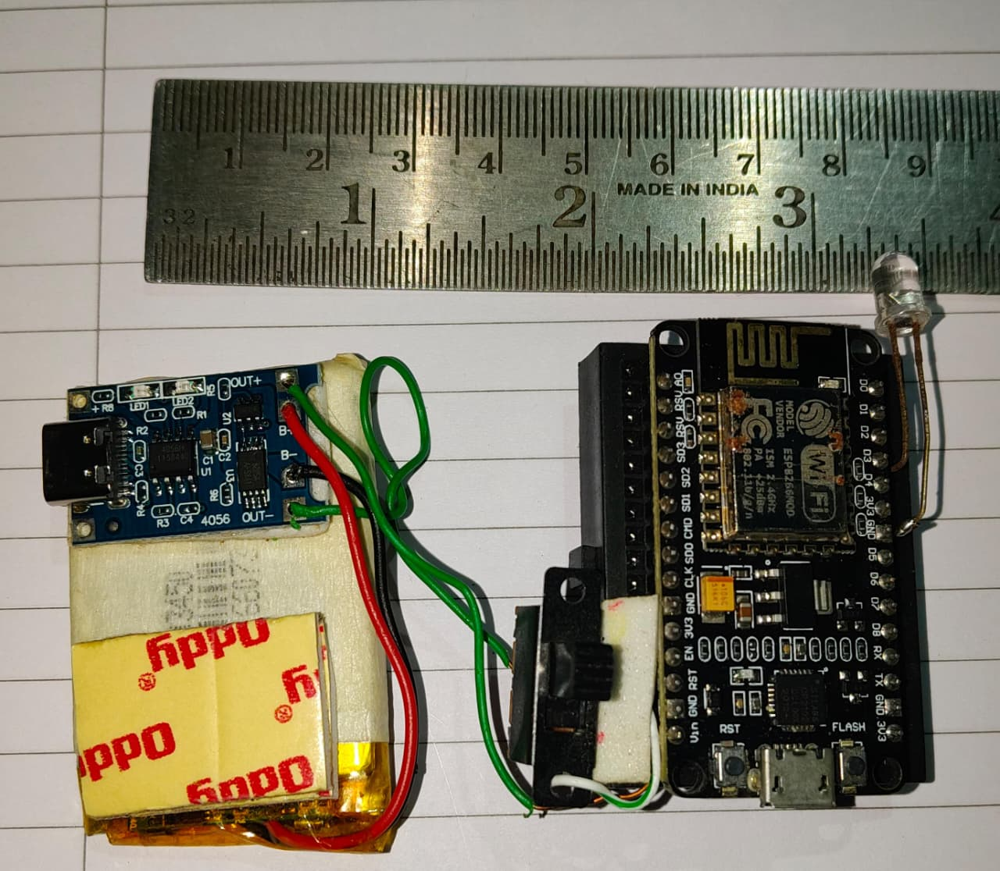 1 2 3 4 5 6 7 8 9
MADE IN INDIA
32
1 2 3
+ R8
LED1
LED2
R5
OUT+
R1
R2
U2
B+
C1
C2
C3
U1
B-
R4
R3
C4
R6
U3
4056
OUT-
Oddy®
Oddy®
Oddy
Oddy
A0
RSV
RSV
SD3
SD2
SD1
CMD
SD0
CLK
GND
3V3
EN
RST
GND
Vin
MODEL
VENDOR
ESP8266MOD
ISM 2.4GHz
PA +25dBm
802.11b/g/n
FCC
WiFi
D0
D1
D2
D3
D4
3V3
GND
D5
D6
D7
D8
RX
TX
GND
3V3
RST
FLASH